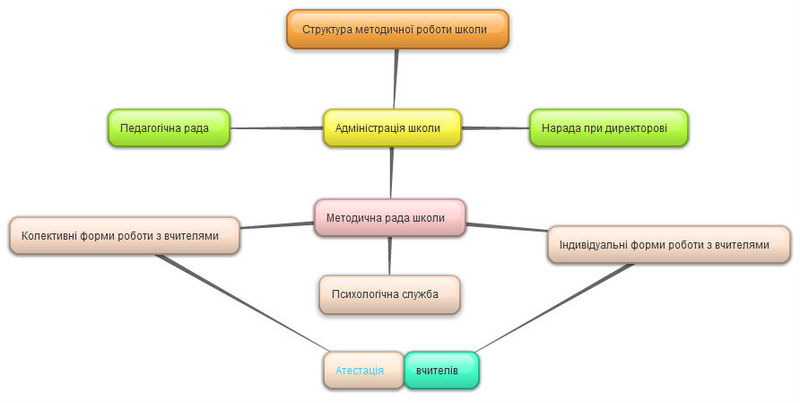 Структура методичної роботи школи
Педагогічна рада
Адміністрація школи
Нарада при директорові
Методична рада школи
Колективні форми роботи з вчителями
Індивідуальні форми роботи з вчителями
Психологічна служба
Атестація вчителів